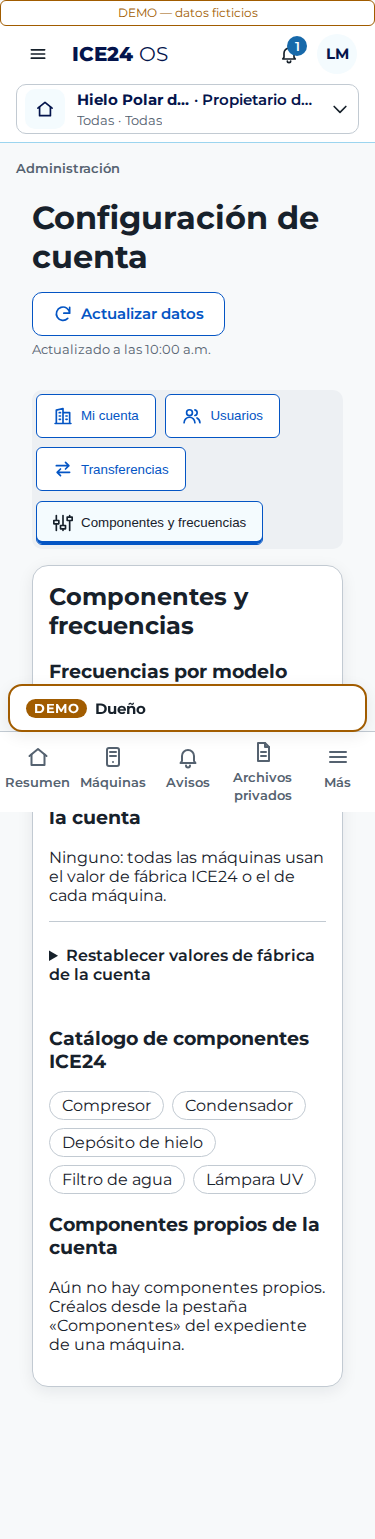 DEMO — datos ficticios
ICE24 OS
1
LM
Hielo Polar d... · Propietario d...
Todas · Todas
Administración
Configuración de
cuenta
Actualizar datos
Actualizado a las 10:00 a.m.
Mi cuenta
Usuarios
Transferencias
Componentes y frecuencias
Componentes y
frecuencias
Frecuencias por modelo
DEMO Dueño
Resumen
Máquinas
Avisos
Archivos
privados
Más
la cuenta
Ninguno: todas las máquinas usan
el valor de fábrica ICE24 o el de
cada máquina.
Restablecer valores de fábrica
de la cuenta
Catálogo de componentes
ICE24
Compresor
Condensador
Depósito de hielo
Filtro de agua
Lámpara UV
Componentes propios de la
cuenta
Aún no hay componentes propios.
Créalos desde la pestaña
«Componentes» del expediente
de una máquina.